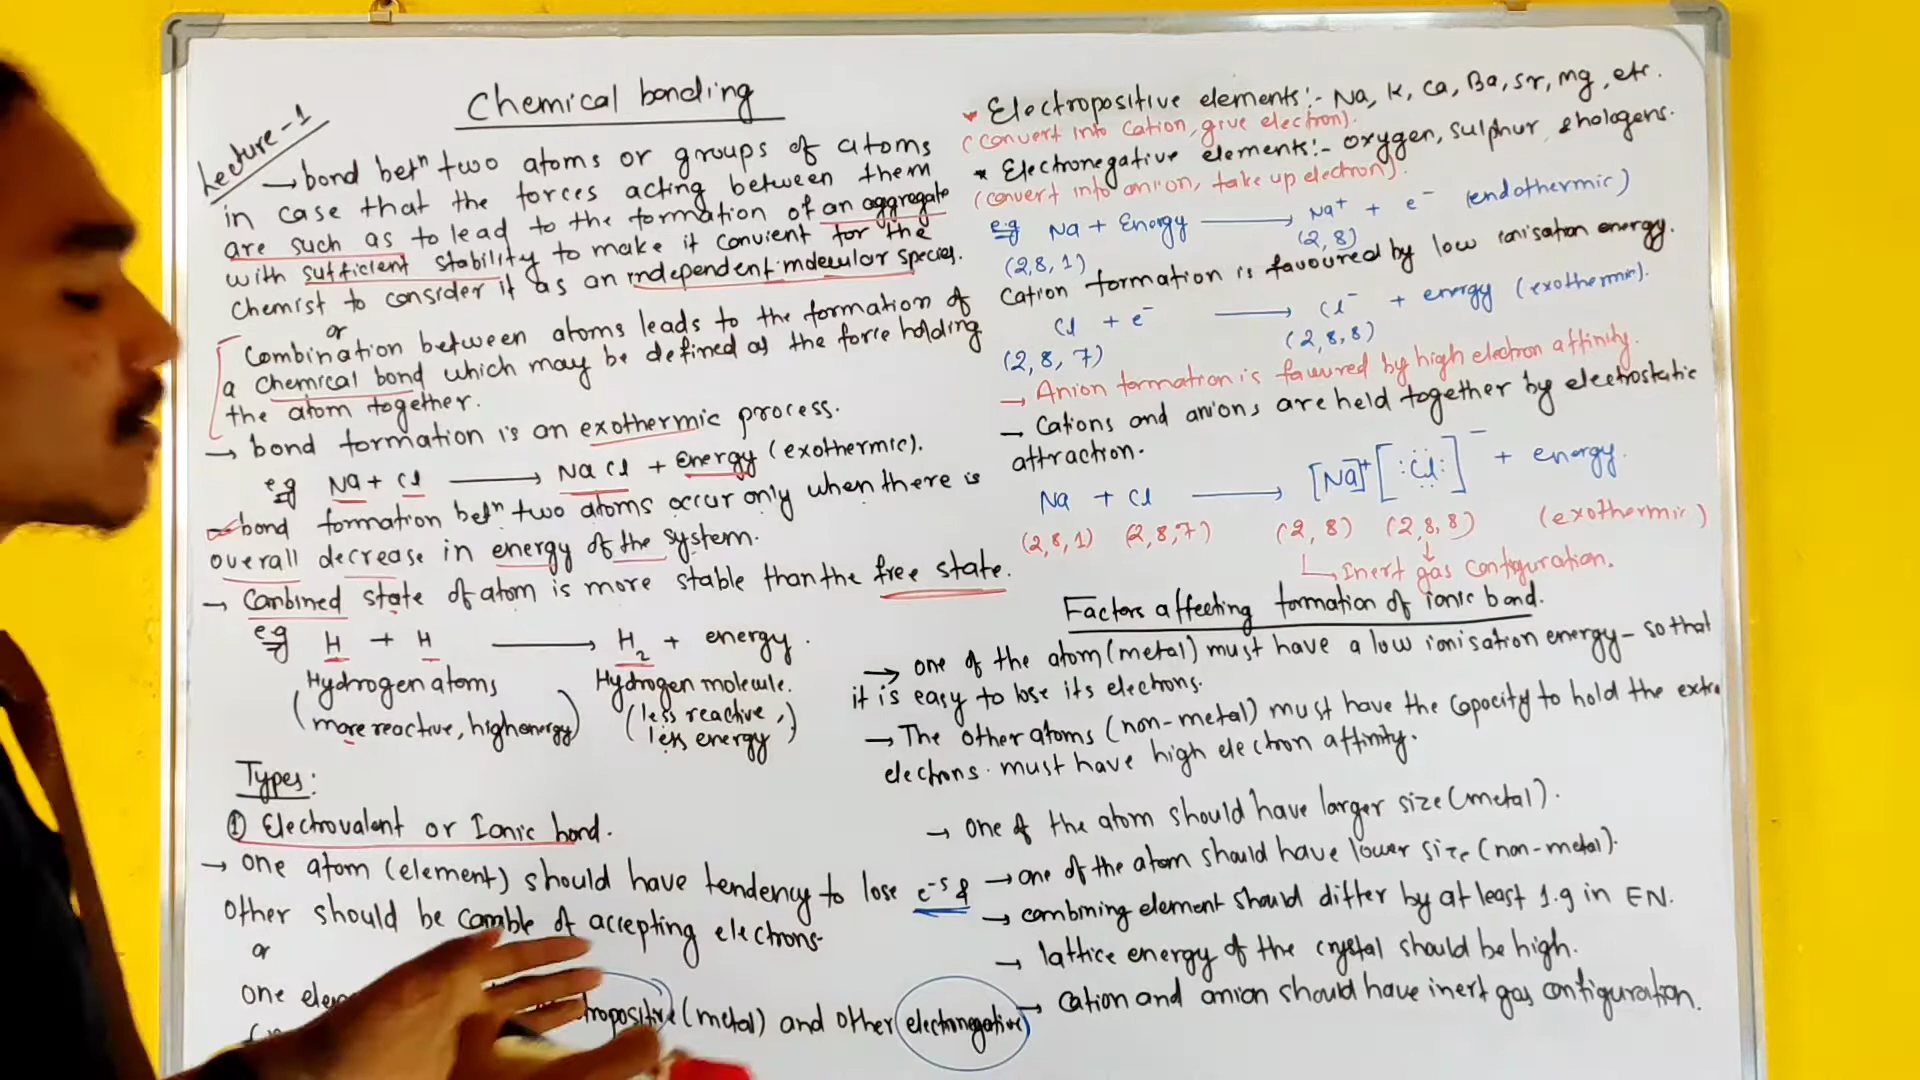 Lecture-1
Chemical bonding
→ bond betn two atoms or groups of atoms
in case that the forces acting between them
are such as to lead to the formation of an aggregate
with sufficient stability to make it convient for the
Chemist to consider it as an independent molecular species.
or
Combination between atoms leads to the formation of
a chemical bond which may be defined as the force holding
the atom together.
→ bond formation is an exothermic process.
e.g Na + Cl → NaCl + Energy (exothermic).
→ bond formation betn two atoms occur only when there is
overall decrease in energy of the system.
→ Combined state of atom is more stable than the free state.
e.g H + H → H2 + energy.
Hydrogen atoms Hydrogen molecule.
(more reactive, high energy) (less reactive,
less energy)
Types:
① Electrovalent or Ionic bond.
→ one atom (element) should have tendency to lose e-s &
Other should be capable of accepting electrons.
or
one (metal) and other electronegative
* Electropositive elements:- Na, K, Ca, Ba, Sr, Mg, etc.
(convert into cation, give electron).
* Electronegative elements:- oxygen, sulphur & hologens.
(convert into anion, take up electron).
e.g Na + Energy → Na+ + e- (endothermic)
(2,8,1) (2,8)
Cation formation is favoured by low ionisation energy.
Cl + e- → Cl- + energy (exothermic).
(2,8,7) (2,8,8)
→ Anion formation is favoured by high electron affinity.
→ Cations and anions are held together by electrostatic
attraction.
Na + Cl → [Na]+ [:Cl:]- + energy.
(2,8,1) (2,8,7) (2,8) (2,8,8) (exothermic)
Inert gas configuration.
Factors affecting formation of ionic bond.
→ one of the atom (metal) must have a low ionisation energy - so that
it is easy to lose its electrons.
→ The other atoms (non-metal) must have the capacity to hold the extra
electrons. must have high electron affinity.
→ one of the atom should have larger size (metal).
→ one of the atom should have lower size (non-metal).
→ combining element should differ by at least 1.9 in EN.
→ lattice energy of the crystal should be high.
→ cation and anion should have inert gas configuration.